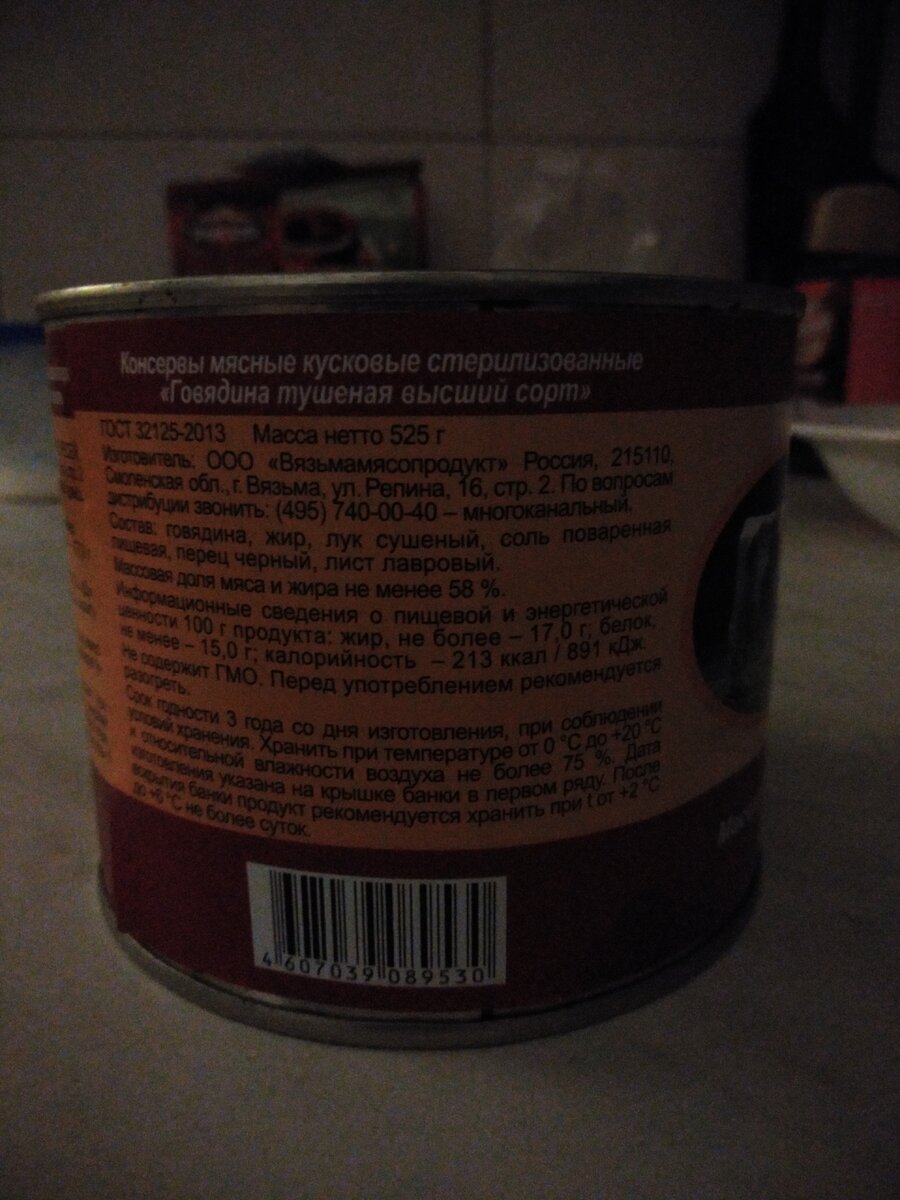 Консервы мясные кусковые стерилизованные
«Говядина тушеная высший сорт»
ГОСТ 32125-2013 Масса нетто 525 г
Изготовитель: ООО «Вязьмамясопродукт» Россия, 215110,
Смоленская обл., г. Вязьма, ул. Репина, 16, стр. 2. По вопросам
дистрибуции звонить: (495) 740-00-40 – многоканальный.
Состав: говядина, жир, лук сушеный, соль поваренная
пищевая, перец черный, лист лавровый.
Массовая доля мяса и жира не менее 58 %.
Информационные сведения о пищевой и энергетической
ценности 100 г продукта: жир, не более – 17,0 г; белок,
не менее – 15,0 г; калорийность – 213 ккал / 891 кДж.
Не содержит ГМО. Перед употреблением рекомендуется
разогреть.
Срок годности 3 года со дня изготовления, при соблюдении
условий хранения. Хранить при температуре от 0 °С до +20 °С
и относительной влажности воздуха не более 75 %. Дата
изготовления указана на крышке банки в первом ряду. После
вскрытия банки продукт рекомендуется хранить при t от +2 °С
до +6 °С не более суток.
4 607039 089530